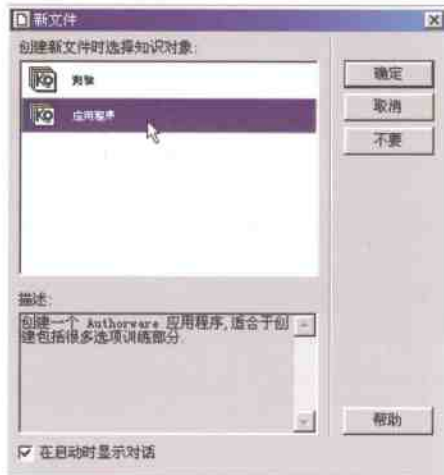 新文件
创建新文件时选择知识对象:
KO 测验
KO 应用程序
确定
取消
不要
描述:
创建一个 Authorware 应用程序,适合于创
建包括很多选项训练部分.
帮助
在启动时显示对话